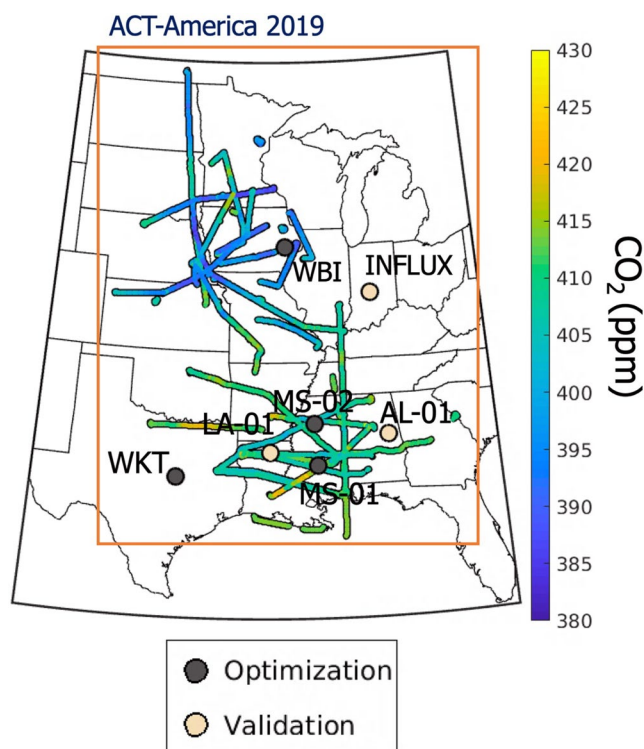 ACT-America 2019
430
425
420
415
410
405
400
395
390
385
380
CO₂ (ppm)
WBI
INFLUX
MS-02
LA-01
AL-01
WKT
MS-01
Optimization
Validation